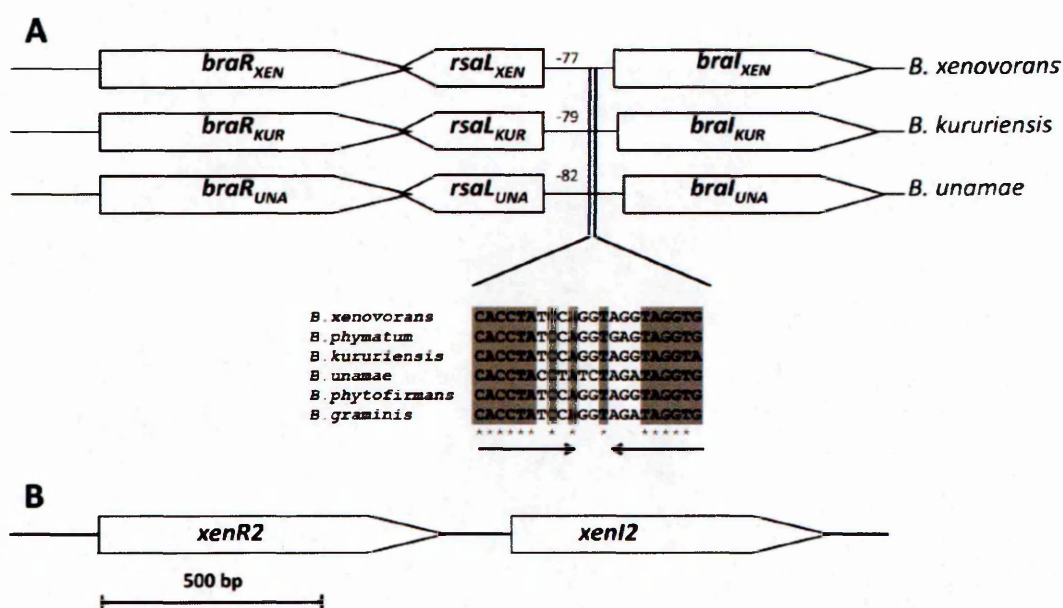 A
braR_XEN rsaL_XEN -77 braI_XEN B. xenovorans
braR_KUR rsaL_KUR -79 braI_KUR B. kururiensis
braR_UNA rsaL_UNA -82 braI_UNA B. unamae
B.xenovorans CACCTATCCAGGTAGGTAGGTG
B.phymatum CACCTATCCAGGTGAGTAGGTG
B.kururiensis CACCTATCCAGGTAGGTAGGTA
B.unamae CACCTACCTATCTAGATAGGTG
B.phytofirmans CACCTATCCAGGTAGATAGGTG
B.graminis CACCTATCCAGGTAGATAGGTG
****** * * * *****
B
xenR2 xenI2
500 bp